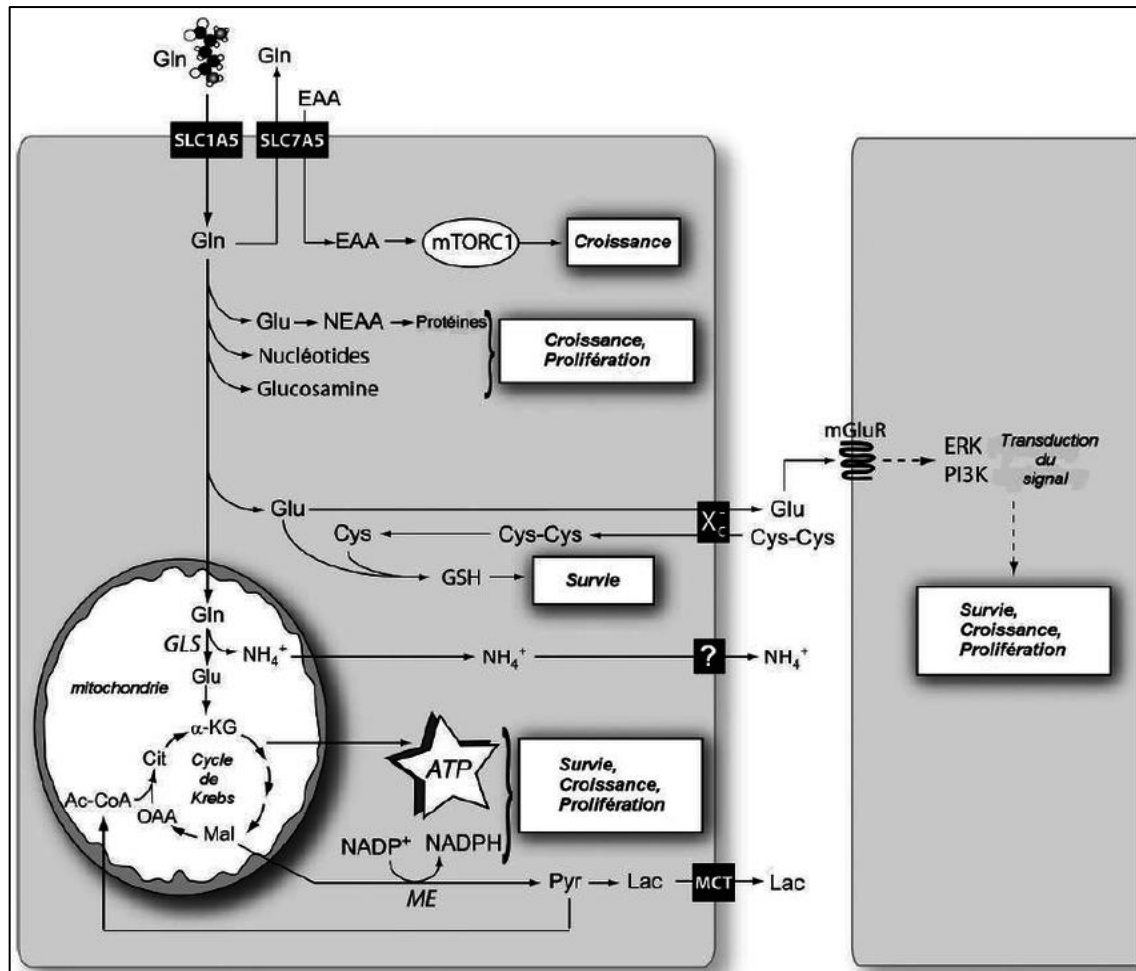 Gln
Gln
EAA
SLC1A5
SLC7A5
Gln
EAA
mTORC1
Croissance
Glu
NEAA
Protéines
Nucléotides
Glucosamine
Croissance,
Prolifération
mGluR
ERK
PI3K
Transduction
du
signal
Glu
X
c
-
Glu
Cys
Cys-Cys
Cys-Cys
GSH
Survie
Survie,
Croissance,
Prolifération
Gln
GLS
NH₄⁺
NH₄⁺
?
NH₄⁺
mitochondrie
Glu
α-KG
Cit
Cycle
de
Krebs
Ac-CoA
OAA
Mal
ATP
Survie,
Croissance,
Prolifération
NADP⁺
NADPH
ME
Pyr
Lac
MCT
Lac